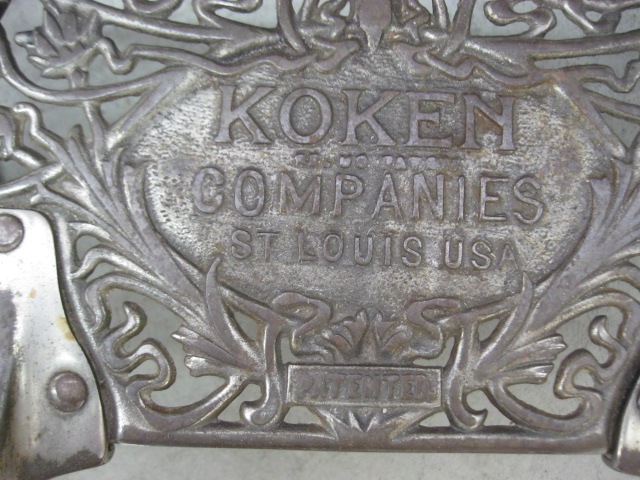 KOKEN
COMPANIES
ST LOUIS USA
PATENTED